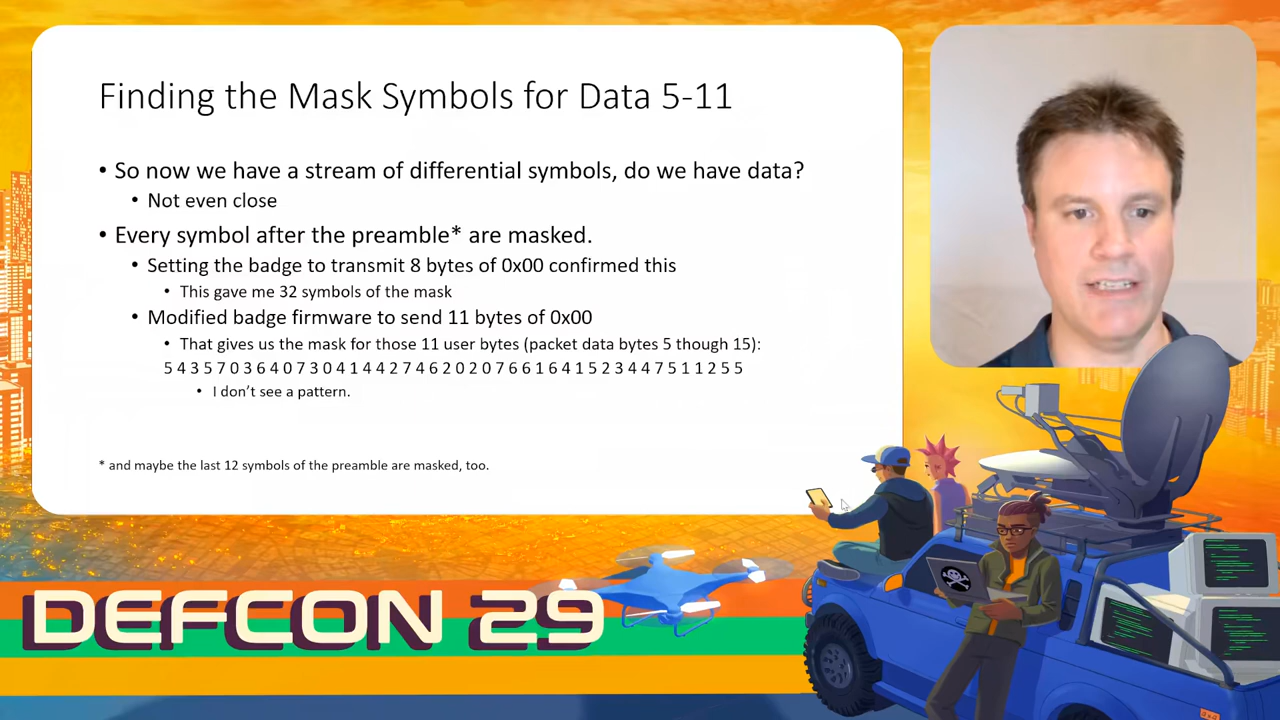 Finding the Mask Symbols for Data 5-11
• So now we have a stream of differential symbols, do we have data?
• Not even close
• Every symbol after the preamble* are masked.
• Setting the badge to transmit 8 bytes of 0x00 confirmed this
• This gave me 32 symbols of the mask
• Modified badge firmware to send 11 bytes of 0x00
• That gives us the mask for those 11 user bytes (packet data bytes 5 though 15):
5 4 3 5 7 0 3 6 4 0 7 3 0 4 1 4 4 2 7 4 6 2 0 2 0 7 6 6 1 6 4 1 5 2 3 4 4 7 5 1 1 2 5 5
• I don't see a pattern.
* and maybe the last 12 symbols of the preamble are masked, too.
DEFCON 29